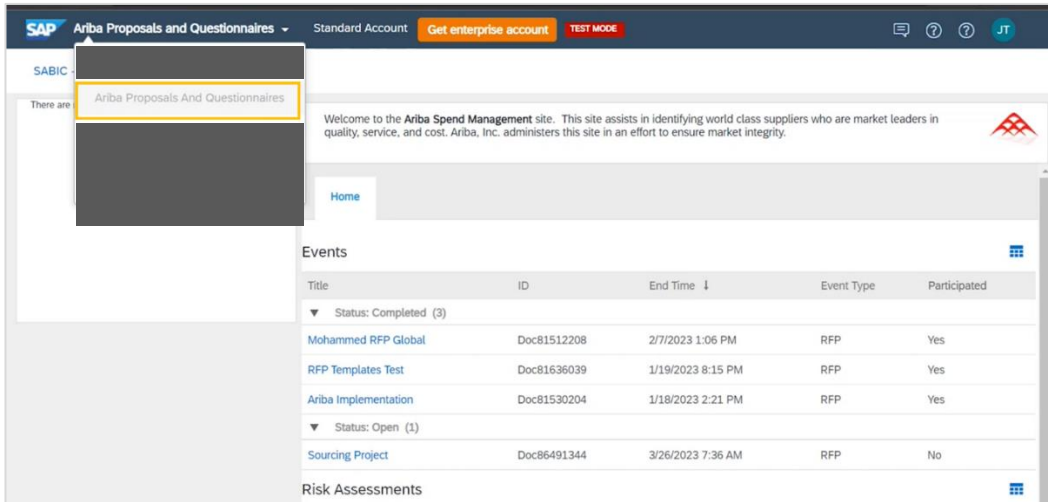 SAP Ariba Proposals and Questionnaires Standard Account Get enterprise account TEST MODE JT
SABIC -
Ariba Proposals And Questionnaires
There are
Welcome to the Ariba Spend Management site. This site assists in identifying world class suppliers who are market leaders in
quality, service, and cost. Ariba, Inc. administers this site in an effort to ensure market integrity.
Home
Events
Title ID End Time ↓ Event Type Participated
▼ Status: Completed (3)
Mohammed RFP Global Doc81512208 2/7/2023 1:06 PM RFP Yes
RFP Templates Test Doc81636039 1/19/2023 8:15 PM RFP Yes
Ariba Implementation Doc81530204 1/18/2023 2:21 PM RFP Yes
▼ Status: Open (1)
Sourcing Project Doc86491344 3/26/2023 7:36 AM RFP No
Risk Assessments